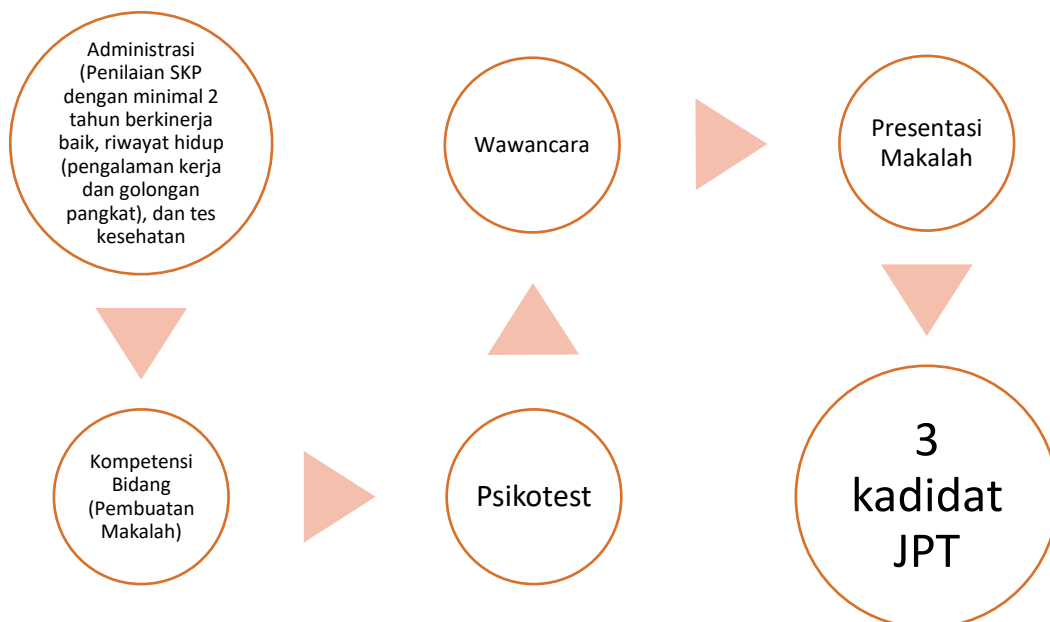 Administrasi
(Penilaian SKP
dengan minimal 2
tahun berkinerja
baik, riwayat hidup
(pengalaman kerja
dan golongan
pangkat), dan tes
kesehatan
Kompetensi
Bidang
(Pembuatan
Makalah)
Psikotest
Wawancara
Presentasi
Makalah
3
kadidat
JPT